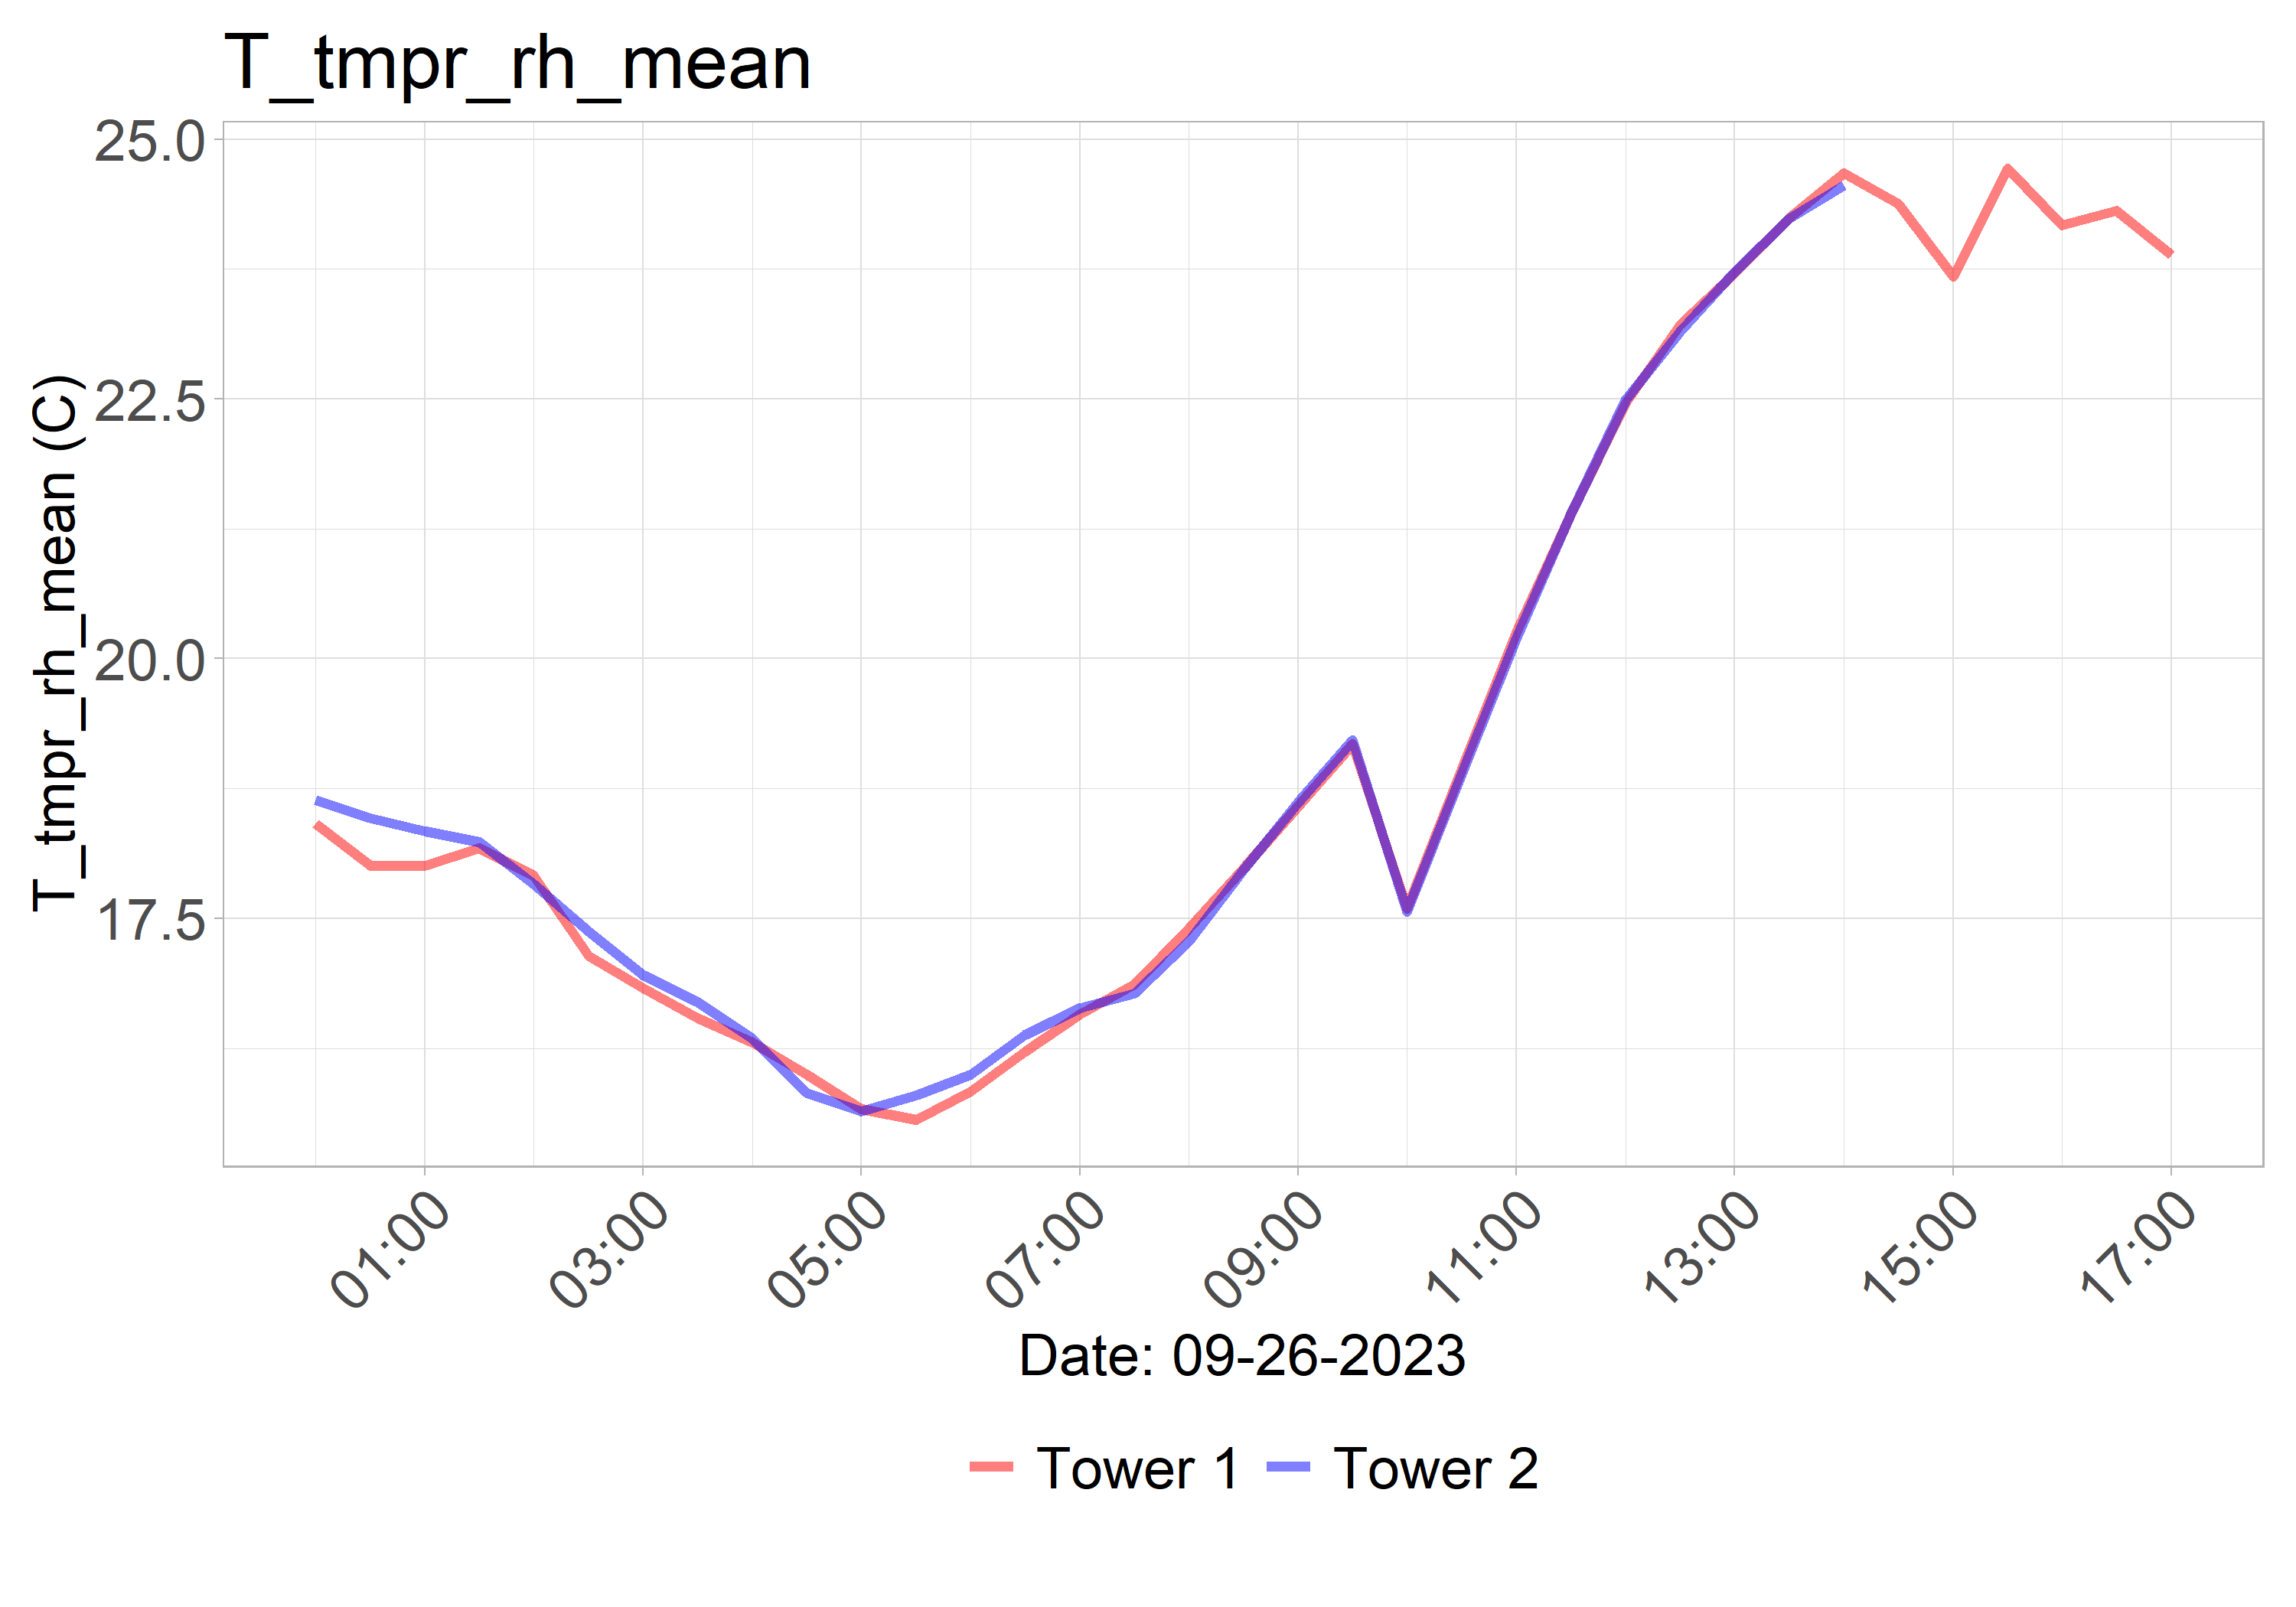 T_tmpr_rh_mean
T_tmpr_rh_mean (C)
25.0
22.5
20.0
17.5
01:00 03:00 05:00 07:00 09:00 11:00 13:00 15:00 17:00
Date: 09-26-2023
Tower 1 Tower 2